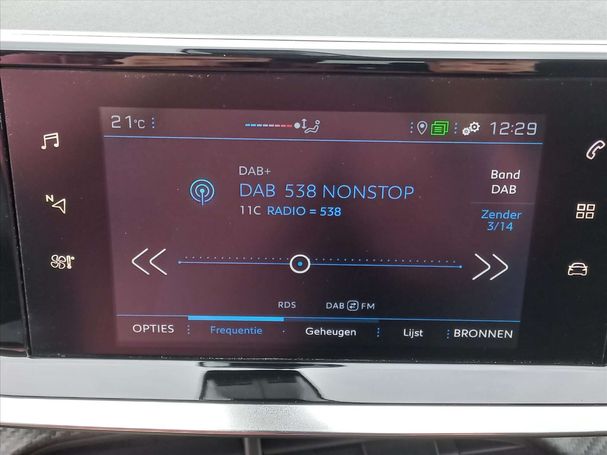 21°C
12:29
DAB+
DAB 538 NONSTOP
11C RADIO = 538
Band
DAB
Zender
3/14
N
RDS
DAB FM
OPTIES
Frequentie
Geheugen
Lijst
BRONNEN